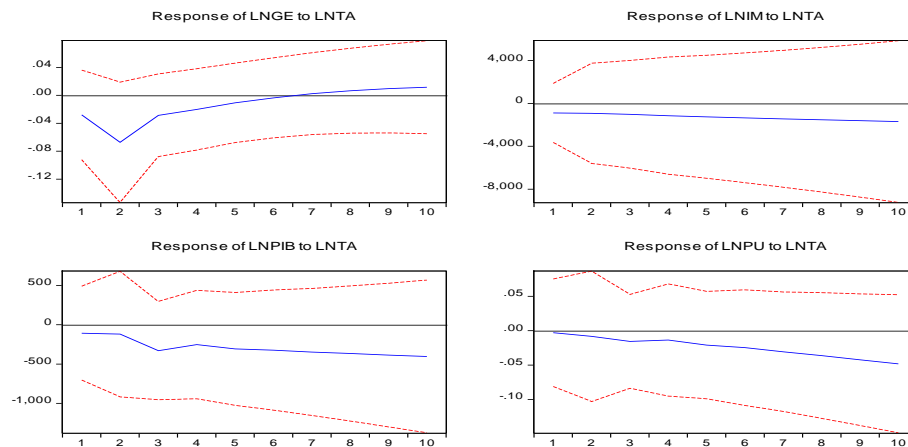 Response of LNGE to LNTA
.04
.00
-.04
-.08
-.12
1 2 3 4 5 6 7 8 9 10
Response of LNIM to LNTA
4,000
0
-4,000
-8,000
1 2 3 4 5 6 7 8 9 10
Response of LNPIB to LNTA
500
0
-500
-1,000
1 2 3 4 5 6 7 8 9 10
Response of LNPU to LNTA
.05
.00
-.05
-.10
1 2 3 4 5 6 7 8 9 10